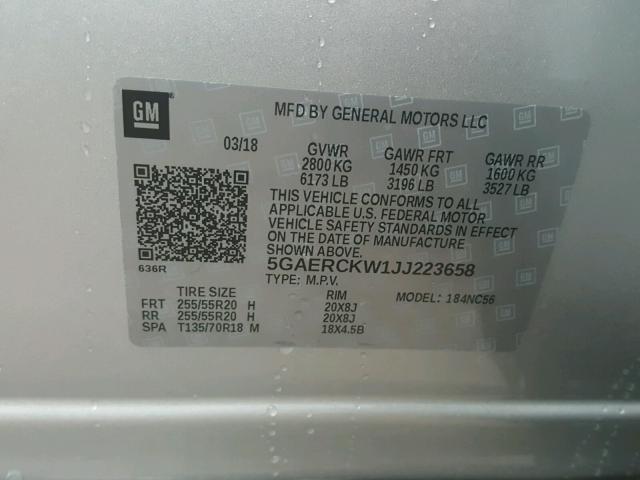 GM
MFD BY GENERAL MOTORS LLC
03/18 GVWR GAWR FRT GAWR RR
2800 KG 1450 KG 1600 KG
6173 LB 3196 LB 3527 LB
THIS VEHICLE CONFORMS TO ALL
APPLICABLE U.S. FEDERAL MOTOR
VEHICLE SAFETY STANDARDS IN EFFECT
ON THE DATE OF MANUFACTURE
SHOWN ABOVE.
636R
5GAERCKW1JJ223658
TYPE: M.P.V. MODEL: 184NC56
TIRE SIZE RIM
FRT 255/55R20 H 20X8J
RR 255/55R20 H 20X8J
SPA T135/70R18 M 18X4.5B